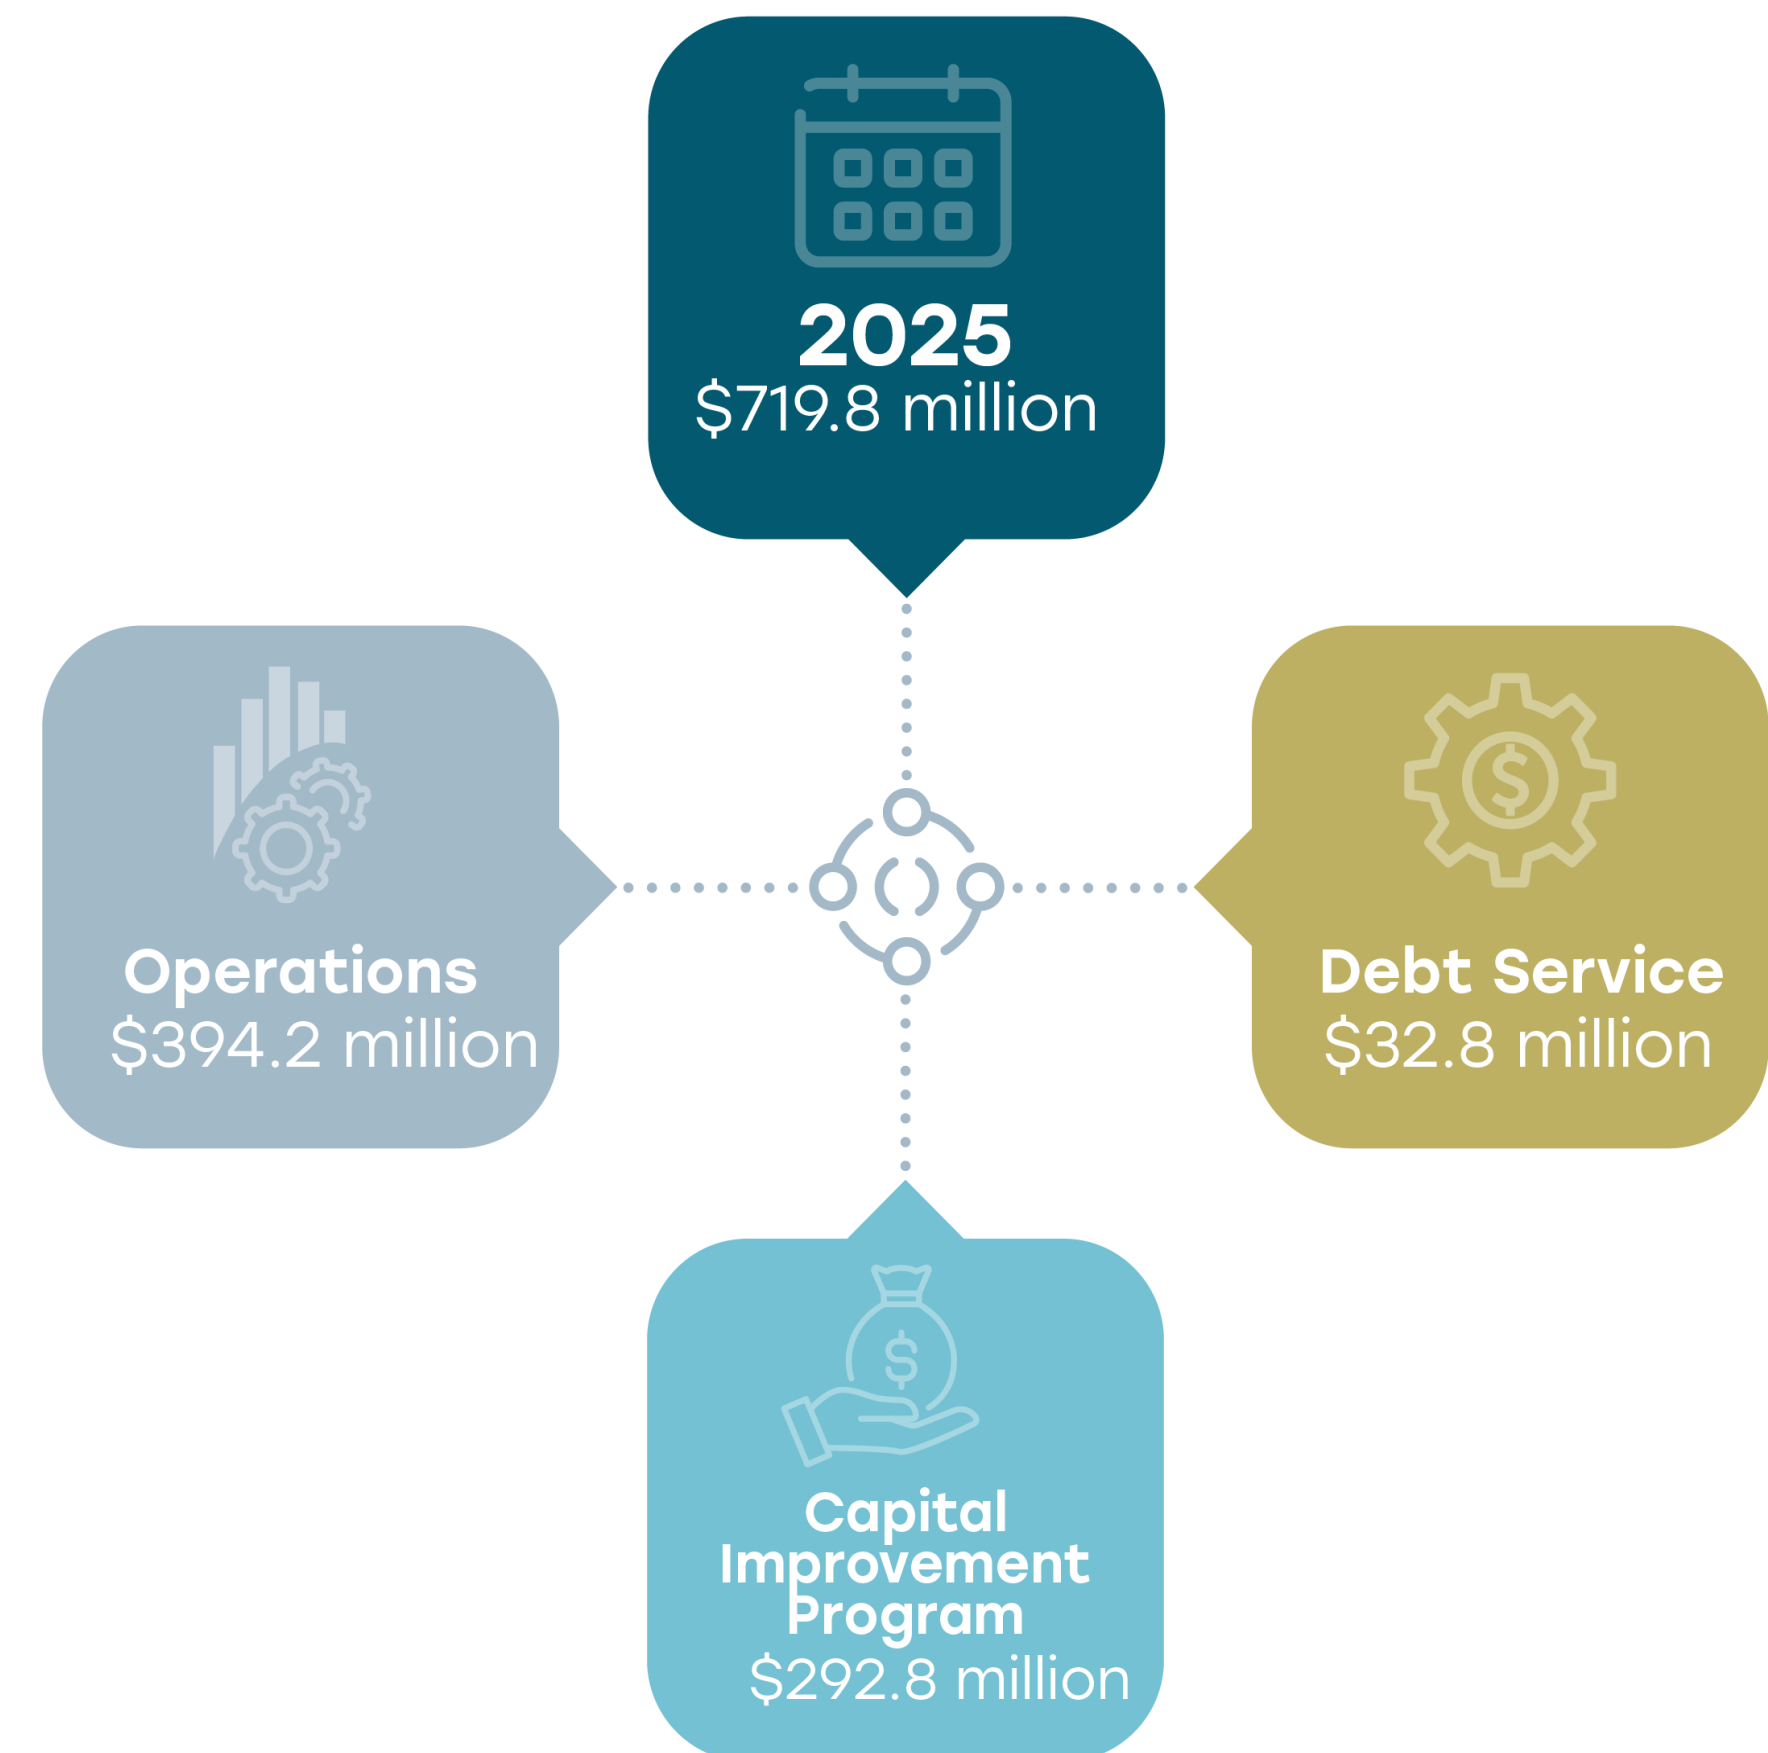 2025
$719.8 million
Operations
$394.2 million
Debt Service
$32.8 million
Capital
Improvement
Program
$292.8 million